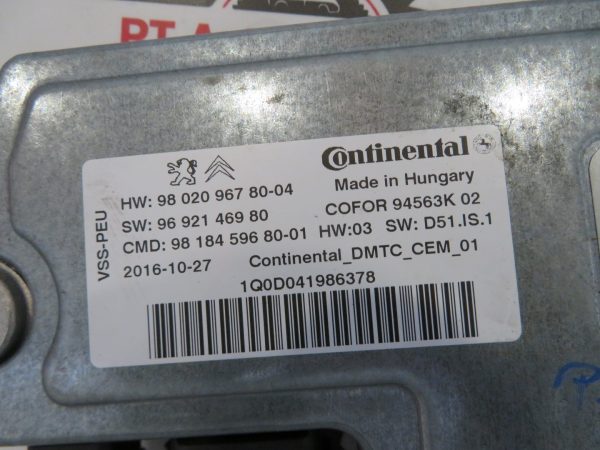 PT A
VSS-PEU
Continental
HW: 98 020 967 80-04
Made in Hungary
SW: 96 921 469 80
COFOR 94563K 02
CMD: 98 184 596 80-01 HW:03 SW: D51.IS.1
2016-10-27 Continental_DMTC_CEM_01
1Q0D041986378